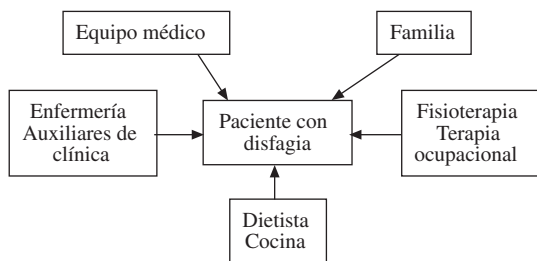 Equipo médico
Familia
Enfermería
Auxiliares de
clínica
Paciente con
disfagia
Fisioterapia
Terapia
ocupacional
Dietista
Cocina